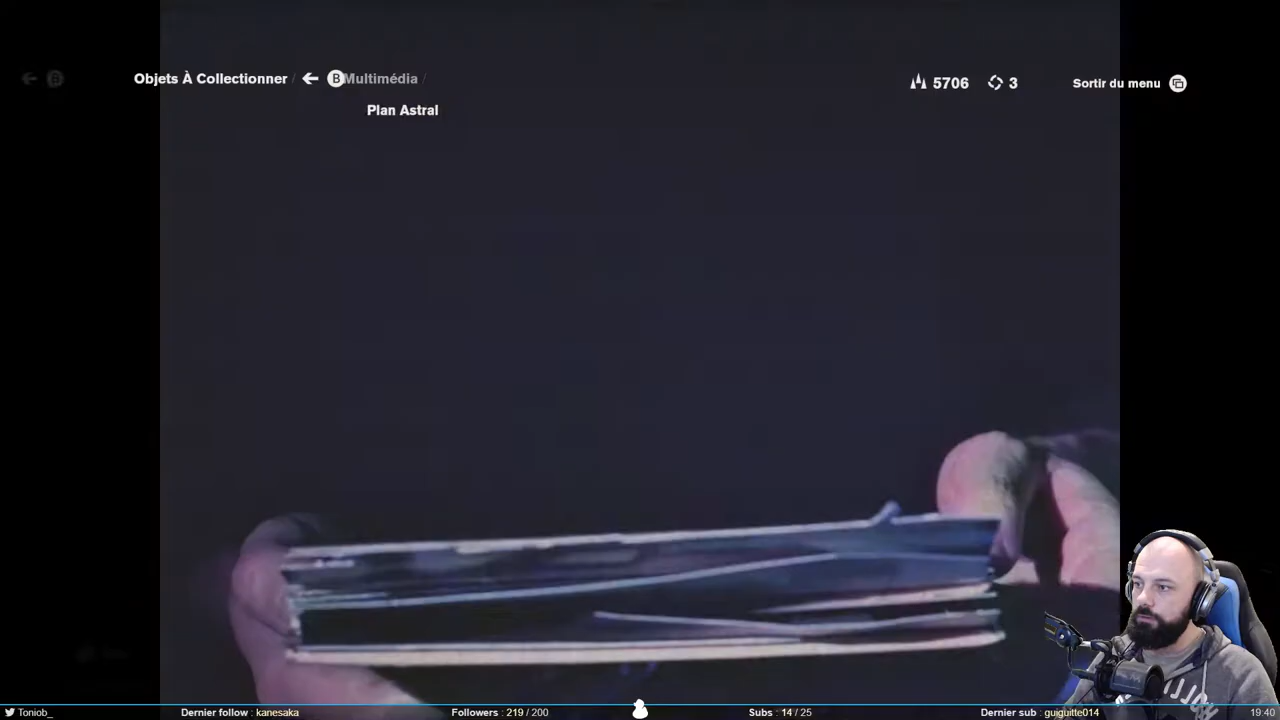 Objets À Collectionner / ← B Multimédia /
Plan Astral
5706
3
Sortir du menu
Toniob_
Dernier follow : kanesaka
Followers : 219 / 200
Subs : 14 / 25
Dernier sub : guiguitte014
19:40